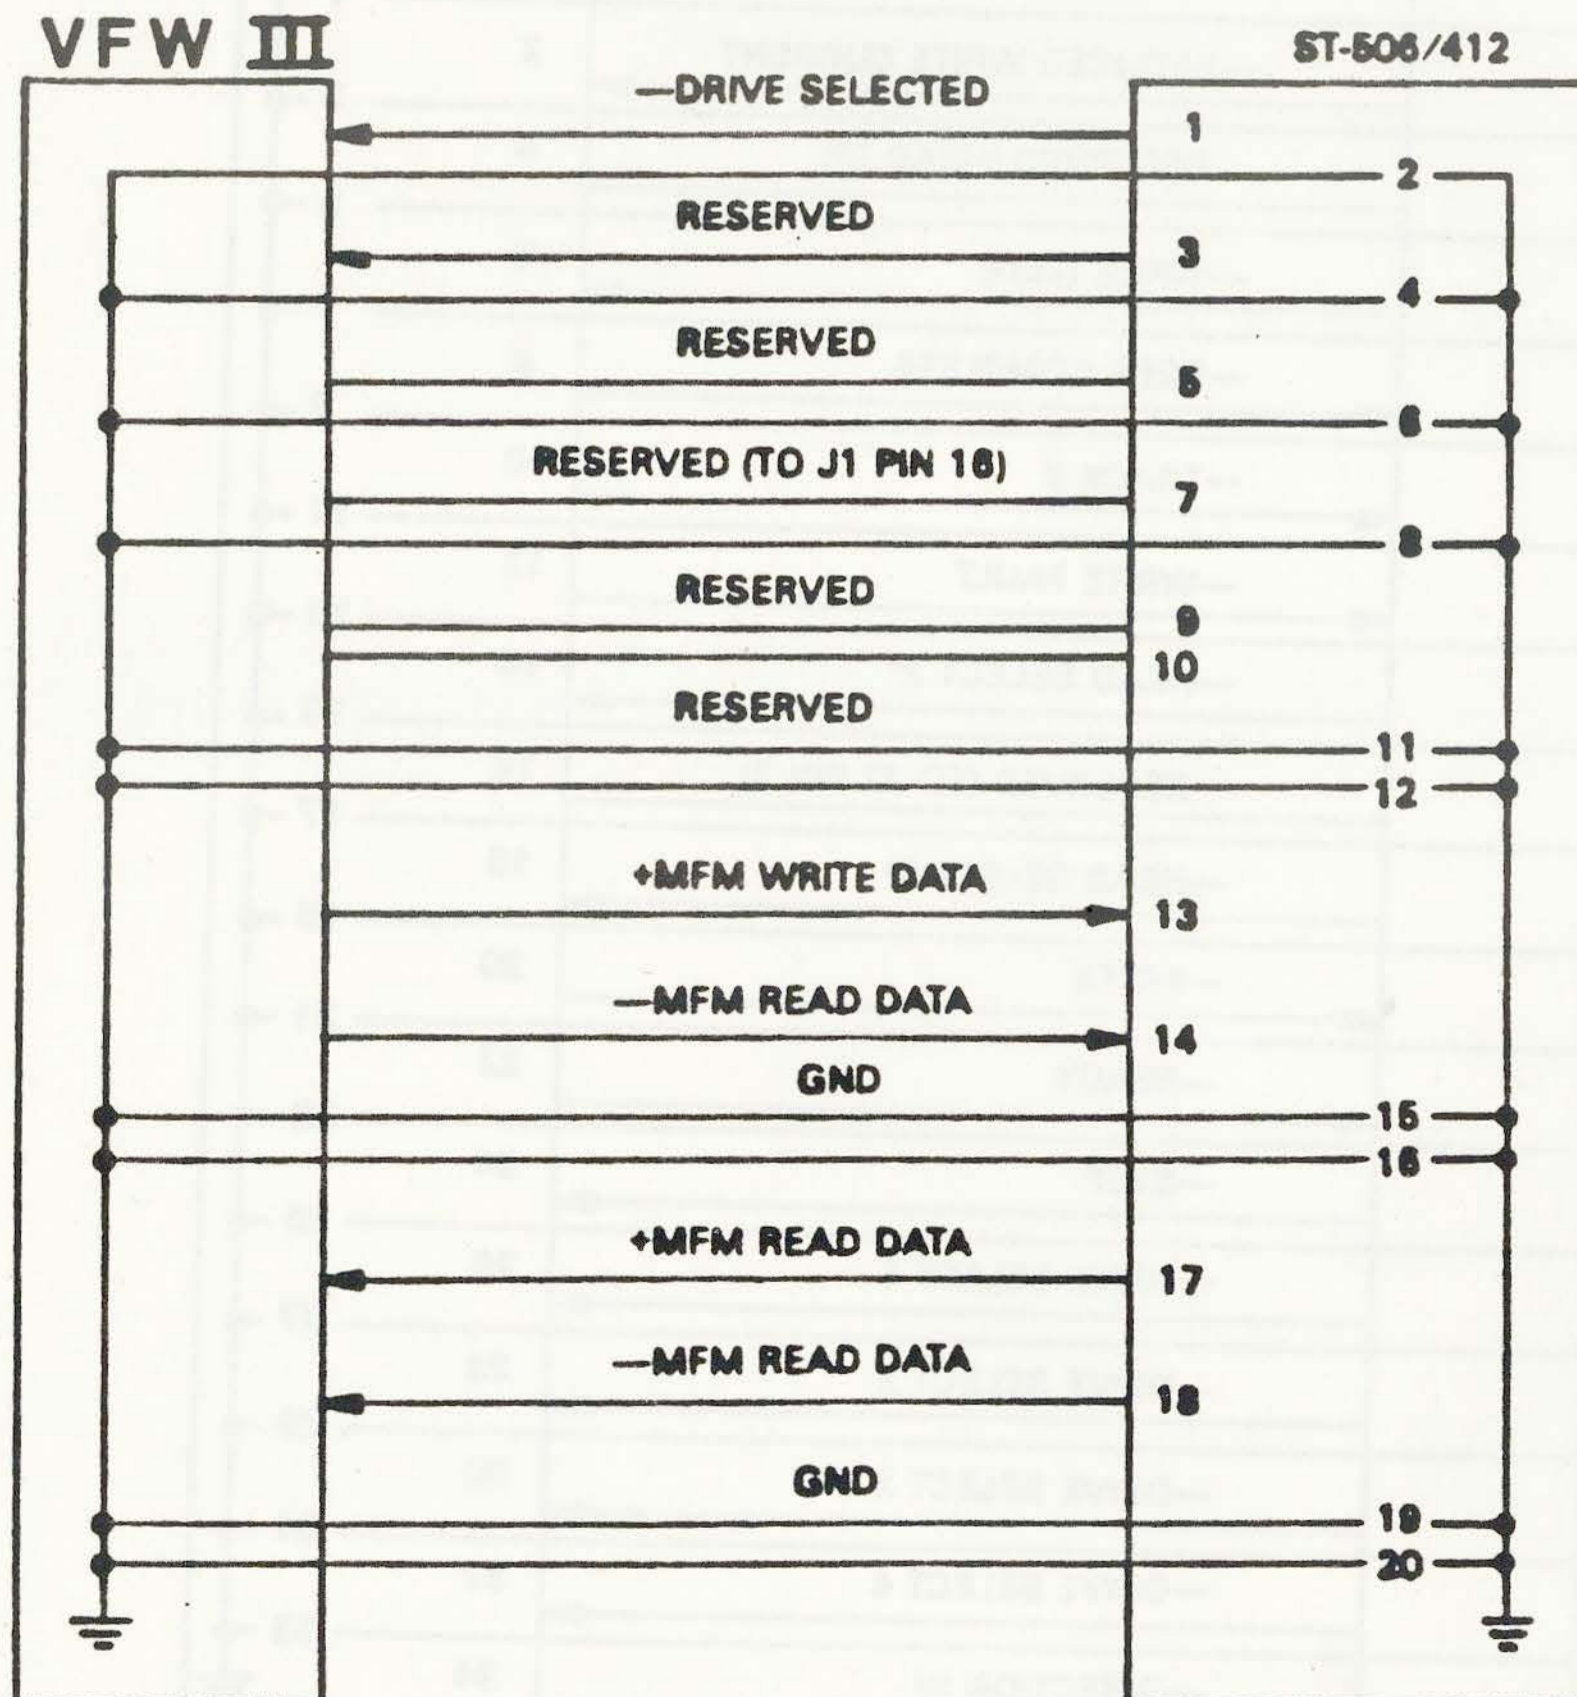 VFW III
ST-506/412
—DRIVE SELECTED
1
2
RESERVED
3
4
RESERVED
5
6
RESERVED (TO J1 PIN 16)
7
8
RESERVED
9
10
RESERVED
11
12
+MFM WRITE DATA
13
—MFM READ DATA
14
GND
15
16
+MFM READ DATA
17
—MFM READ DATA
18
GND
19
20